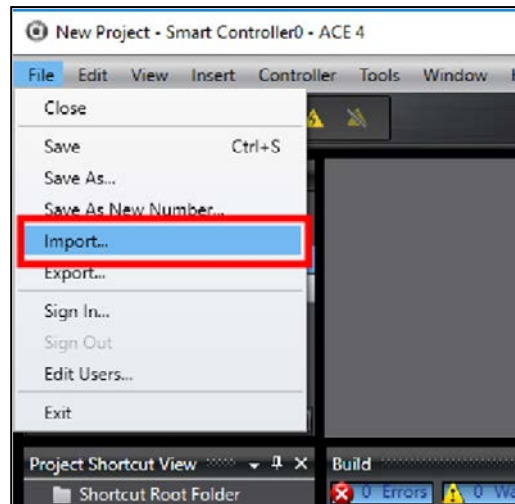 New Project - Smart Controller0 - ACE 4
File Edit View Insert Controller Tools Window
Close
Save Ctrl+S
Save As...
Save As New Number...
Import...
Export...
Sign In...
Sign Out
Edit Users...
Exit
Project Shortcut View Build
Shortcut Root Folder 0 Errors 0